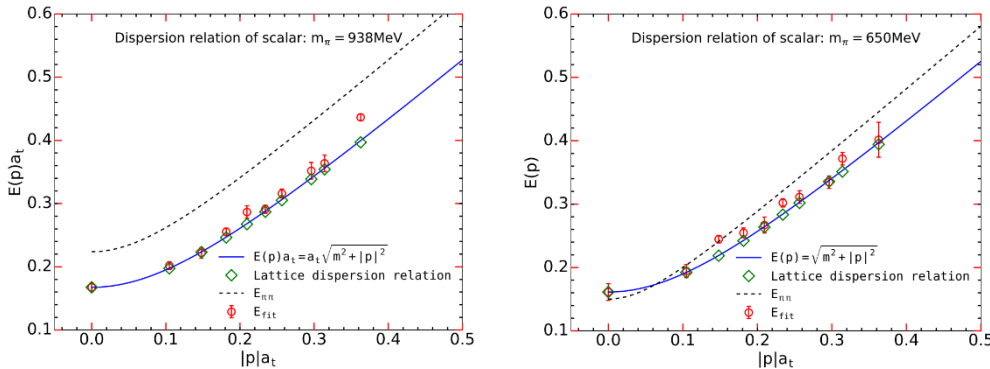 Dispersion relation of scalar: m_π = 938MeV
E(p)a_t
0.6
0.5
0.4
0.3
0.2
0.1
E(p)a_t=a_t√m²+|p|²
Lattice dispersion relation
E_ππ
E_fit
0.0 0.1 0.2 0.3 0.4 0.5
|p|a_t
Dispersion relation of scalar: m_π = 650MeV
E(p)
0.6
0.5
0.4
0.3
0.2
0.1
E(p)=√m²+|p|²
Lattice dispersion relation
E_ππ
E_fit
0.0 0.1 0.2 0.3 0.4 0.5
|p|a_t